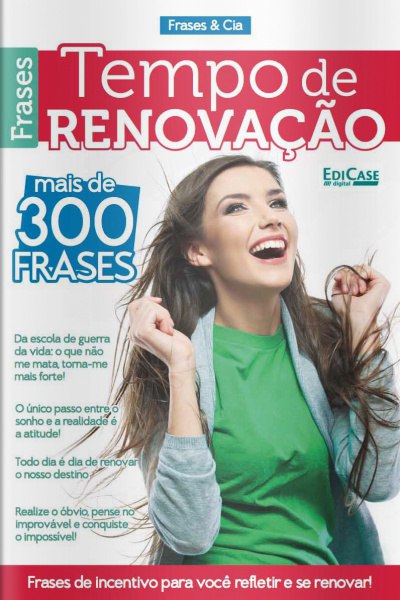 Frases & Cia
Frases
Tempo de
RENOVAÇÃO
EDICASE
digital
mais de
300
FRASES
Da escola de guerra
da vida: o que não
me mata, torna-me
mais forte!
O único passo entre o
sonho e a realidade é
a atitude!
Todo dia é dia de renovar
o nosso destino
Realize o óbvio, pense no
improvável e conquiste
o impossível!
Frases de incentivo para você refletir e se renovar!